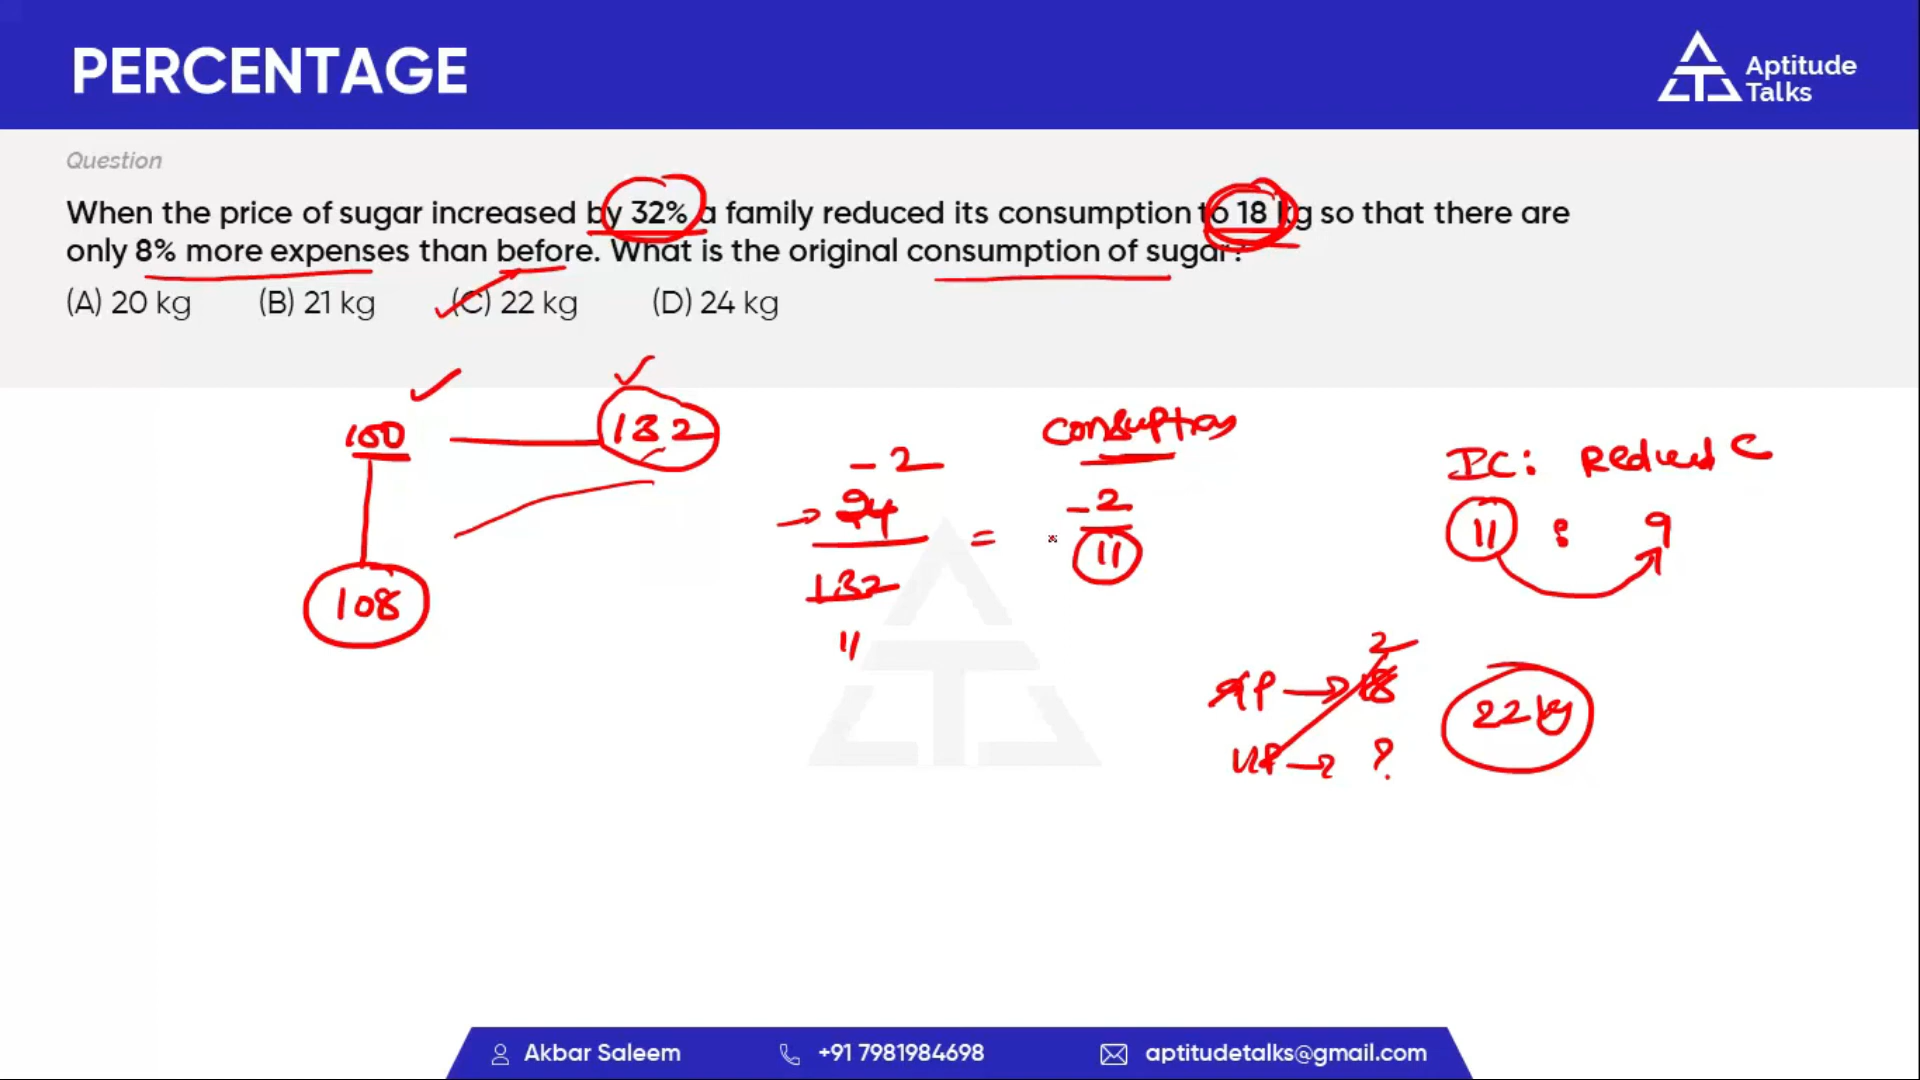 PERCENTAGE
Aptitude
Talks
Question
When the price of sugar increased by 32% a family reduced its consumption to 18 kg so that there are
only 8% more expenses than before. What is the original consumption of sugar?
(A) 20 kg (B) 21 kg (C) 22 kg (D) 24 kg
100 132
108
-2
24
132
11
=
Consuption
-2
11
IC: Reduced C
11 : 9
9P → 18 2
11P → ?
22 kg
Akbar Saleem +91 7981984698 aptitudetalks@gmail.com